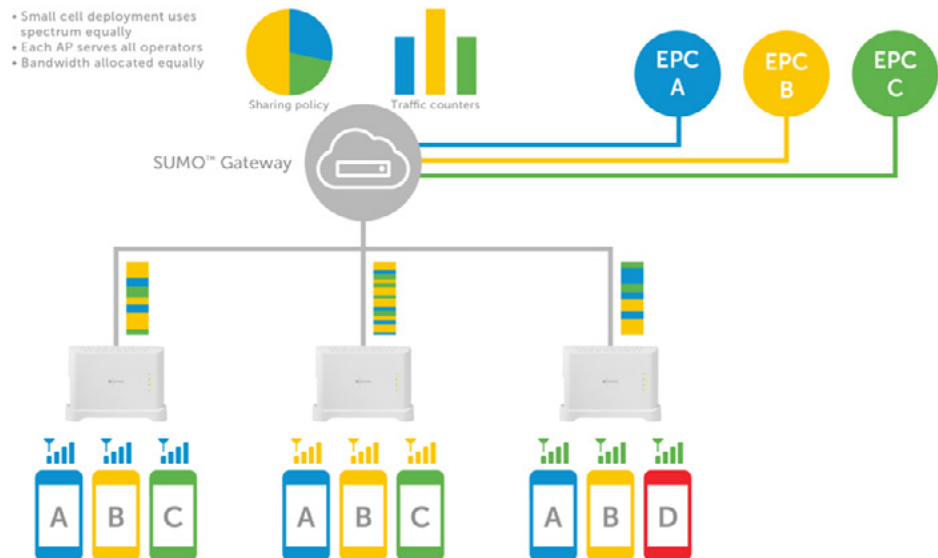 • Small cell deployment uses
spectrum equally
• Each AP serves all operators
• Bandwidth allocated equally
Sharing policy
Traffic counters
EPC
A
EPC
B
EPC
C
SUMO™ Gateway
A B C
A B C
A B D